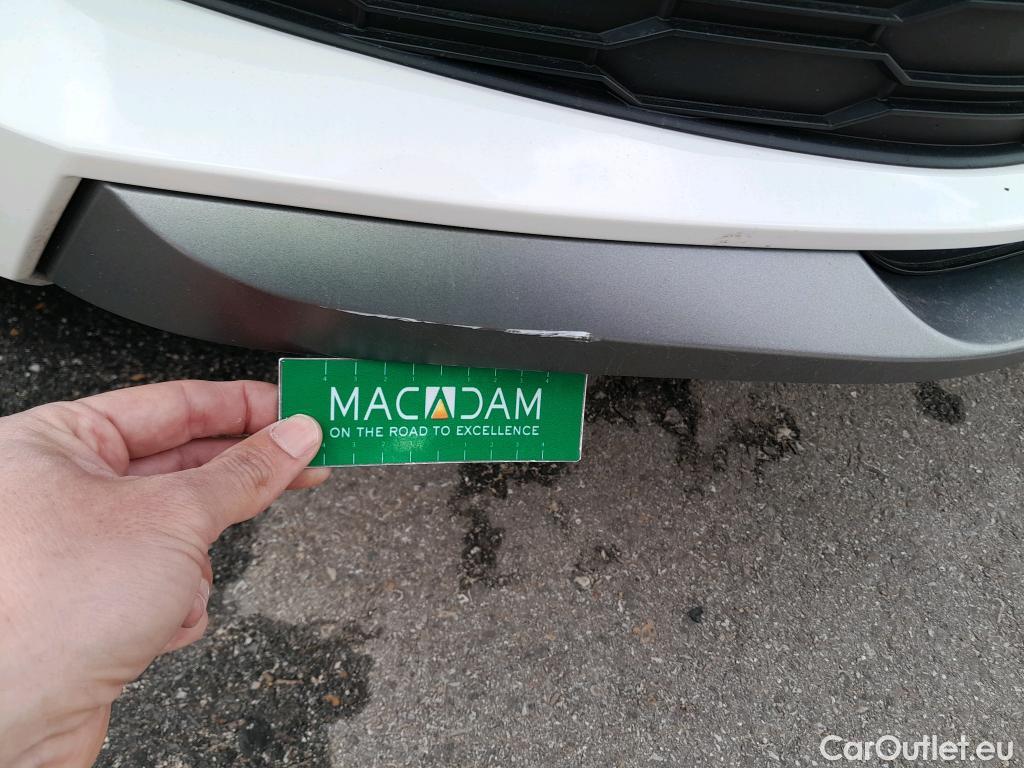 MACADAM
ON THE ROAD TO EXCELLENCE
CarOutlet.eu